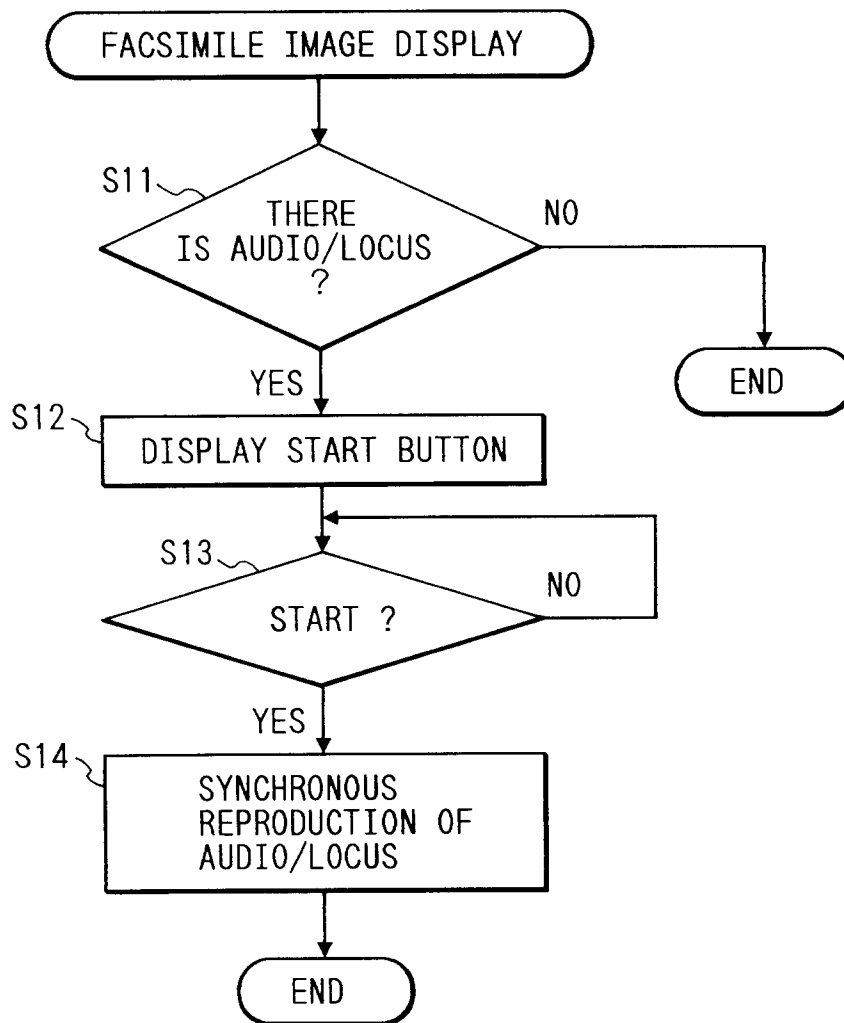 FACSIMILE IMAGE DISPLAY
S11
THERE
IS AUDIO/LOCUS
?
NO
END
YES
S12
DISPLAY START BUTTON
S13
START ?
NO
YES
S14
SYNCHRONOUS
REPRODUCTION OF
AUDIO/LOCUS
END